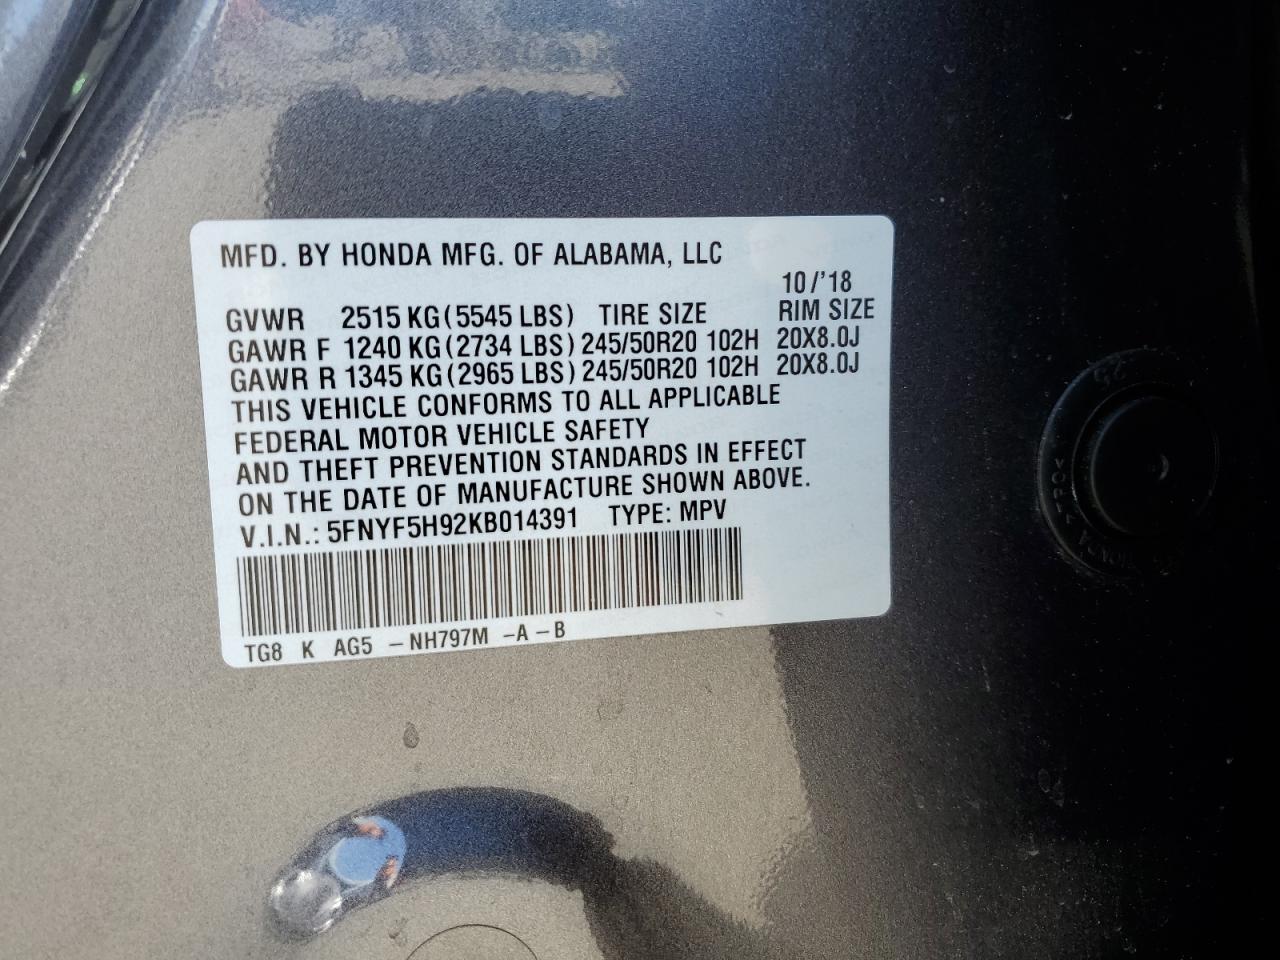 MFD. BY HONDA MFG. OF ALABAMA, LLC
10/'18
GVWR 2515 KG (5545 LBS) TIRE SIZE RIM SIZE
GAWR F 1240 KG (2734 LBS) 245/50R20 102H 20X8.0J
GAWR R 1345 KG (2965 LBS) 245/50R20 102H 20X8.0J
THIS VEHICLE CONFORMS TO ALL APPLICABLE
FEDERAL MOTOR VEHICLE SAFETY
AND THEFT PREVENTION STANDARDS IN EFFECT
ON THE DATE OF MANUFACTURE SHOWN ABOVE.
V.I.N.: 5FNYF5H92KB014391 TYPE: MPV
TG8 K AG5 -NH797M -A-B
25